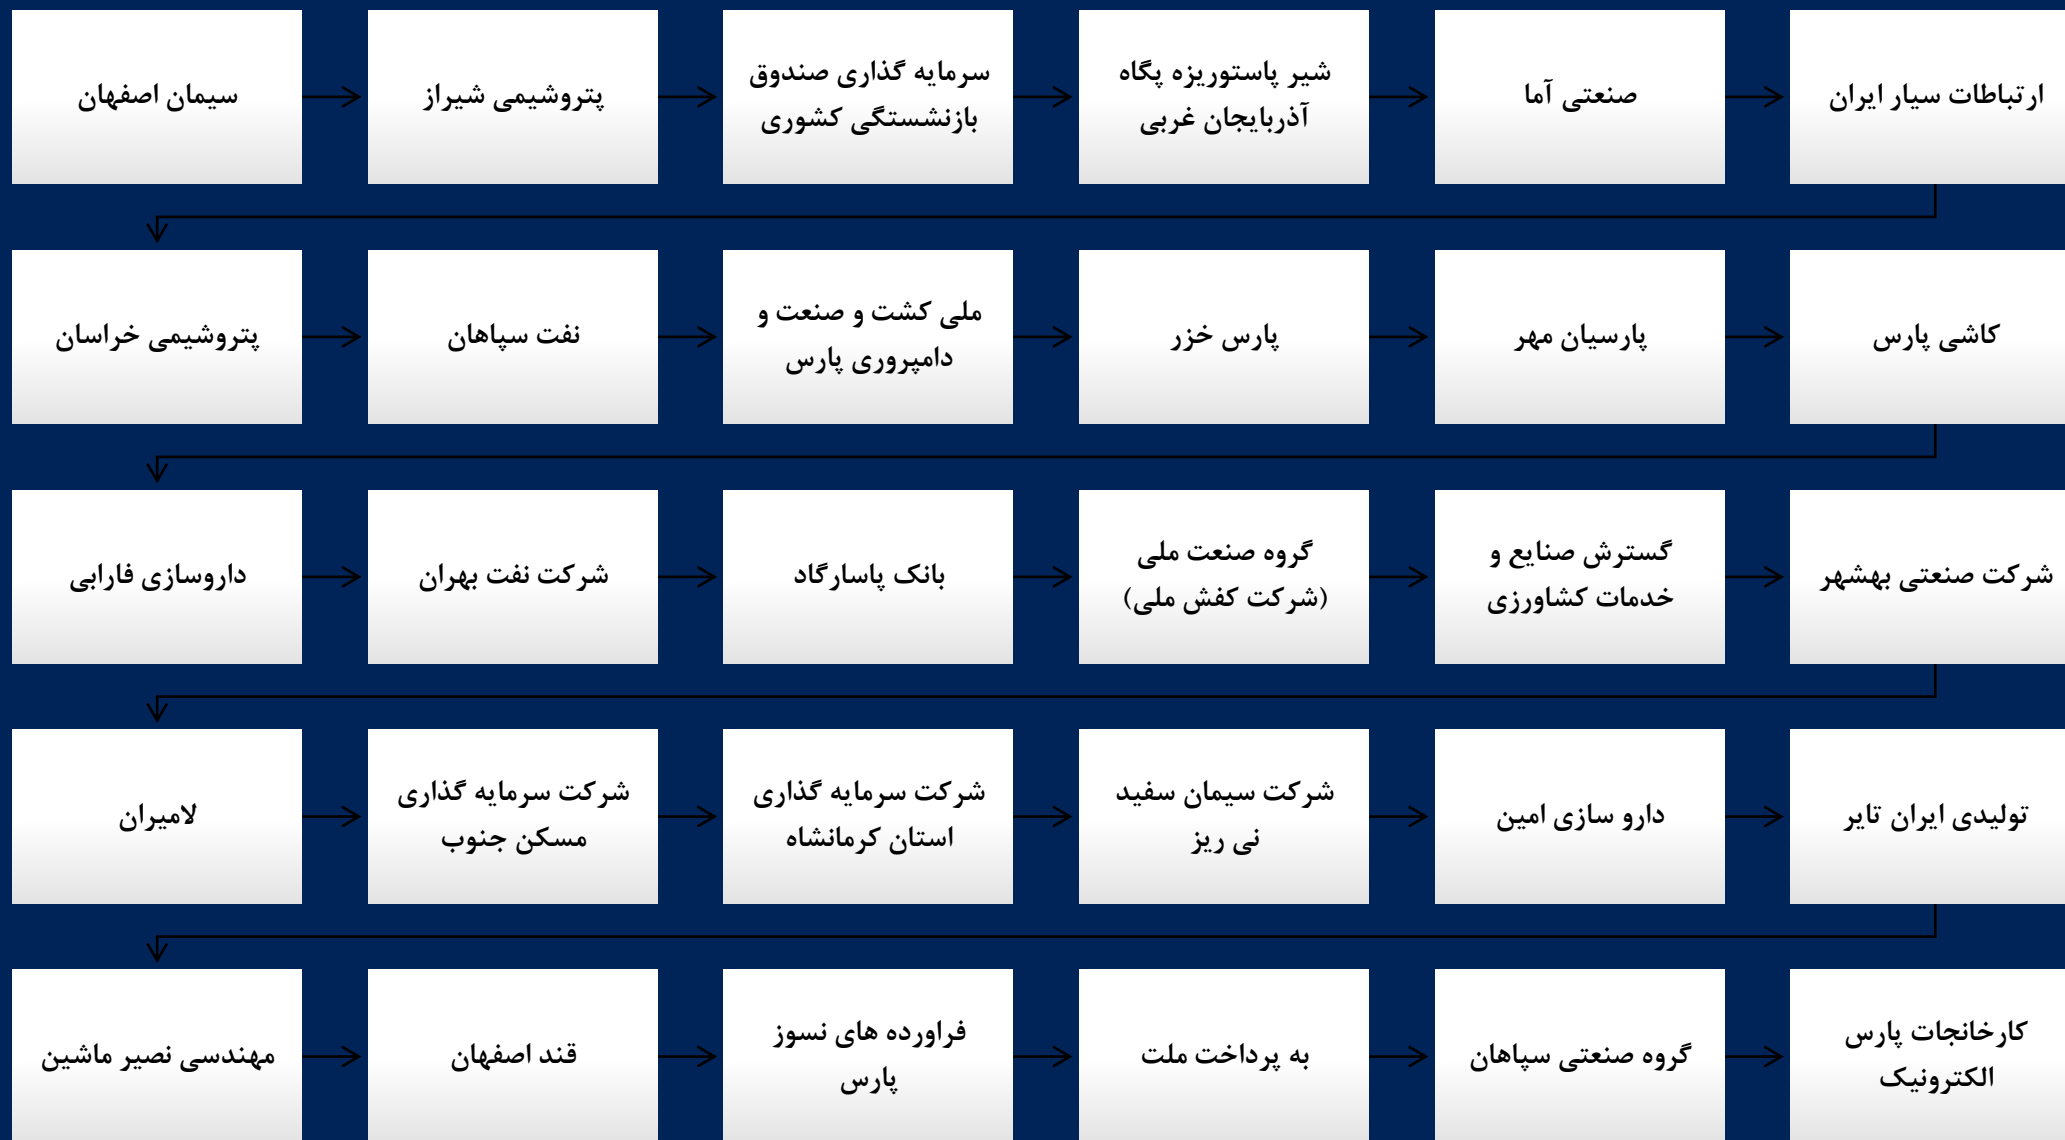 سیمان اصفهان
پتروشیمی شیراز
سرمایه گذاری صندوق
بازنشستگی کشوری
شیر پاستوریزه پگاه
آذربایجان غربی
صنعتی آما
ارتباطات سیار ایران
پتروشیمی خراسان
نفت سپاهان
ملی کشت و صنعت و
دامپروری پارس
پارس خزر
پارسیان مهر
کاشی پارس
داروسازی فارابی
شرکت نفت بهران
بانک پاسارگاد
گروه صنعت ملی
(شرکت کفش ملی)
گسترش صنایع و
خدمات کشاورزی
شرکت صنعتی بهشهر
لامیران
شرکت سرمایه گذاری
مسکن جنوب
شرکت سرمایه گذاری
استان کرمانشاه
شرکت سیمان سفید
نی ریز
دارو سازی امین
تولیدی ایران تایر
مهندسی نصیر ماشین
قند اصفهان
فراورده های نسوز
پارس
به پرداخت ملت
گروه صنعتی سپاهان
کارخانجات پارس
الکترونیک